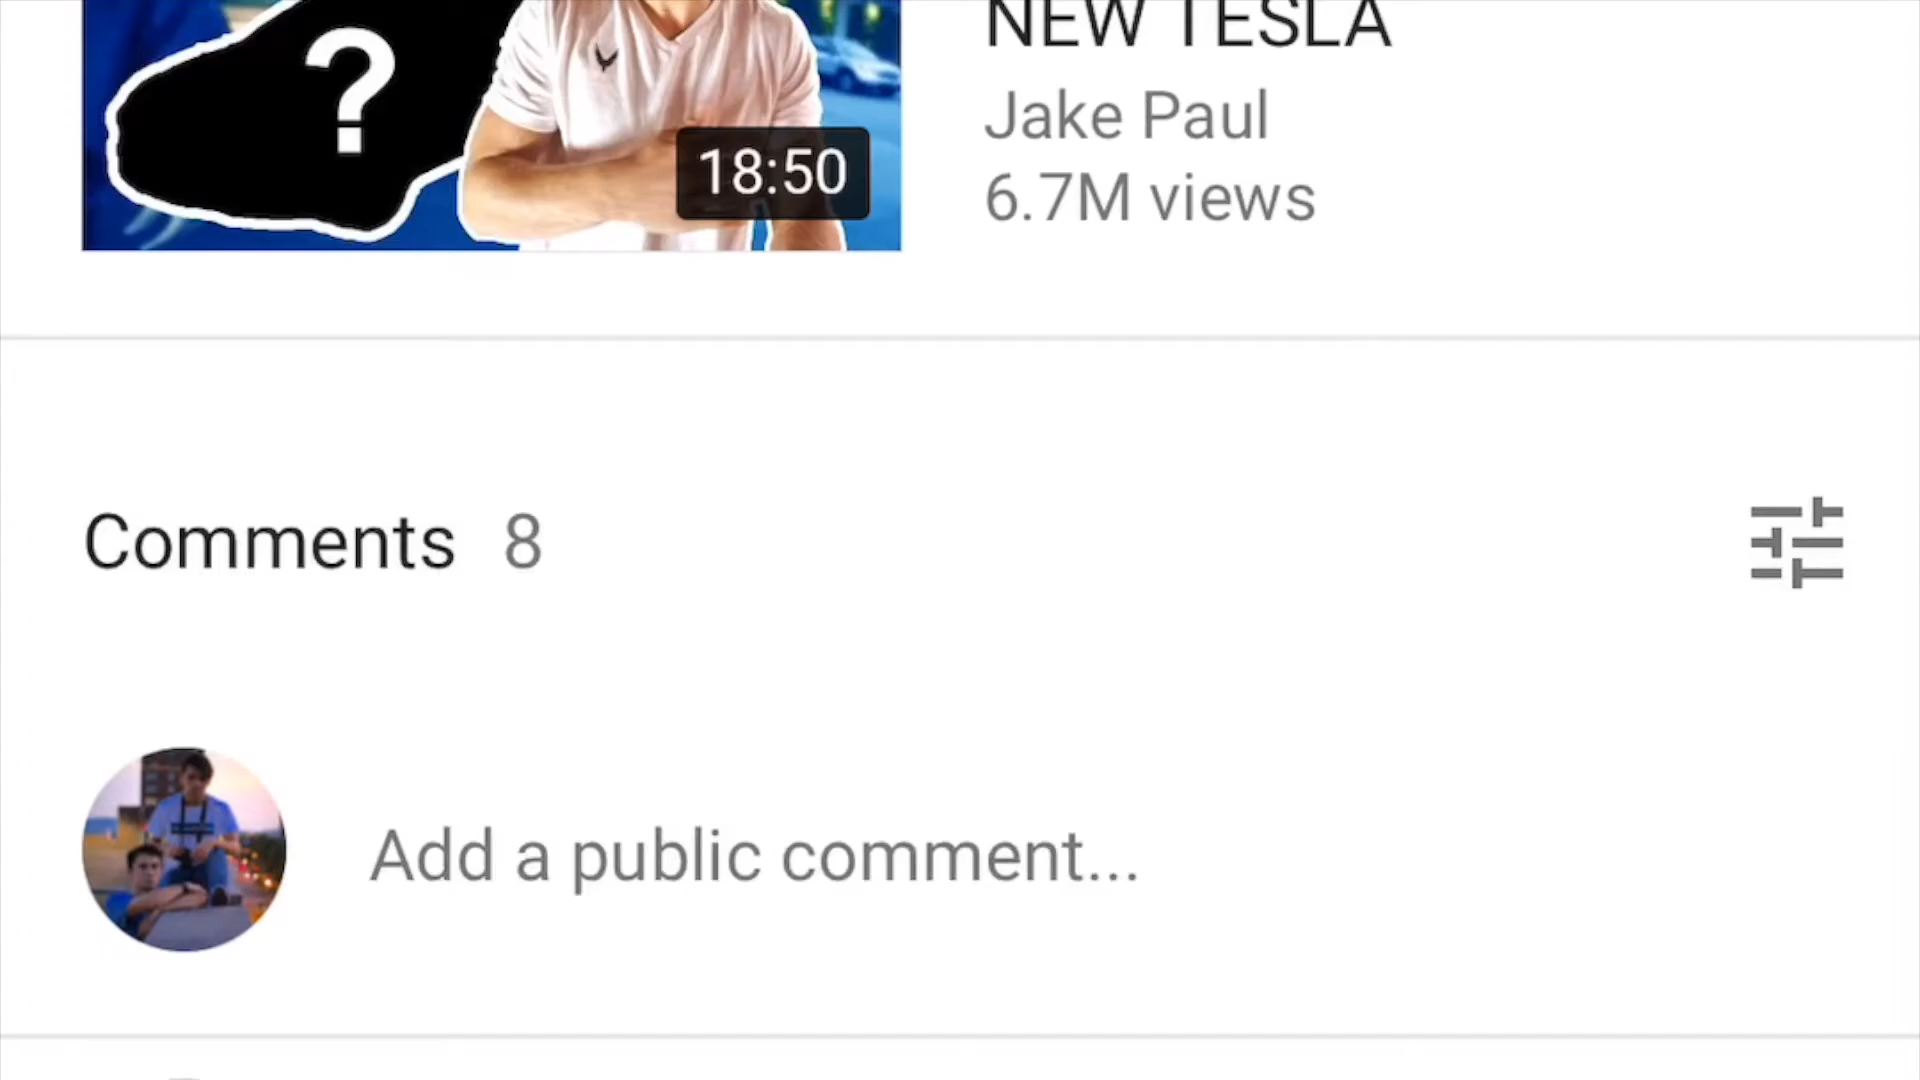 NEW TESLA
?
Jake Paul
18:50
6.7M views
Comments 8
Add a public comment...